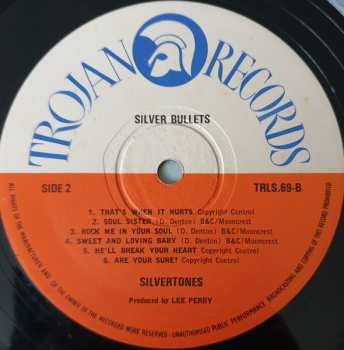 TROJAN RECORDS
SILVER BULLETS
SIDE 2
TRLS.69-B
1. THAT'S WHEN IT HURTS Copyright Control
2. SOUL SISTER (D. Denton) B&C/Mooncrest
3. ROCK ME IN YOUR SOUL (D. Denton) B&C/Mooncrest
4. SWEET AND LOVING BABY (D. Denton) B&C/Mooncrest
5. HE'LL BREAK YOUR HEART Copyright Control
6. ARE YOU SURE? Copyright Control
SILVERTONES
Produced by LEE PERRY
ALL RIGHTS OF THE MANUFACTURER AND OF THE OWNER OF THE RECORDED WORK RESERVED · UNAUTHORISED PUBLIC PERFORMANCE, BROADCASTING AND COPYING OF THIS RECORD PROHIBITED